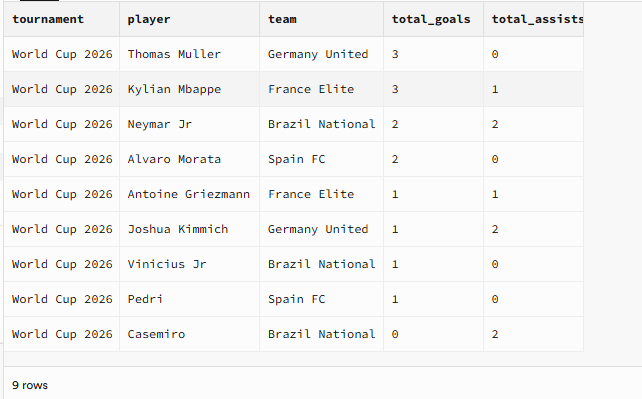 tournament player team total_goals total_assists
World Cup 2026 Thomas Muller Germany United 3 0
World Cup 2026 Kylian Mbappe France Elite 3 1
World Cup 2026 Neymar Jr Brazil National 2 2
World Cup 2026 Alvaro Morata Spain FC 2 0
World Cup 2026 Antoine Griezmann France Elite 1 1
World Cup 2026 Joshua Kimmich Germany United 1 2
World Cup 2026 Vinicius Jr Brazil National 1 0
World Cup 2026 Pedri Spain FC 1 0
World Cup 2026 Casemiro Brazil National 0 2
9 rows